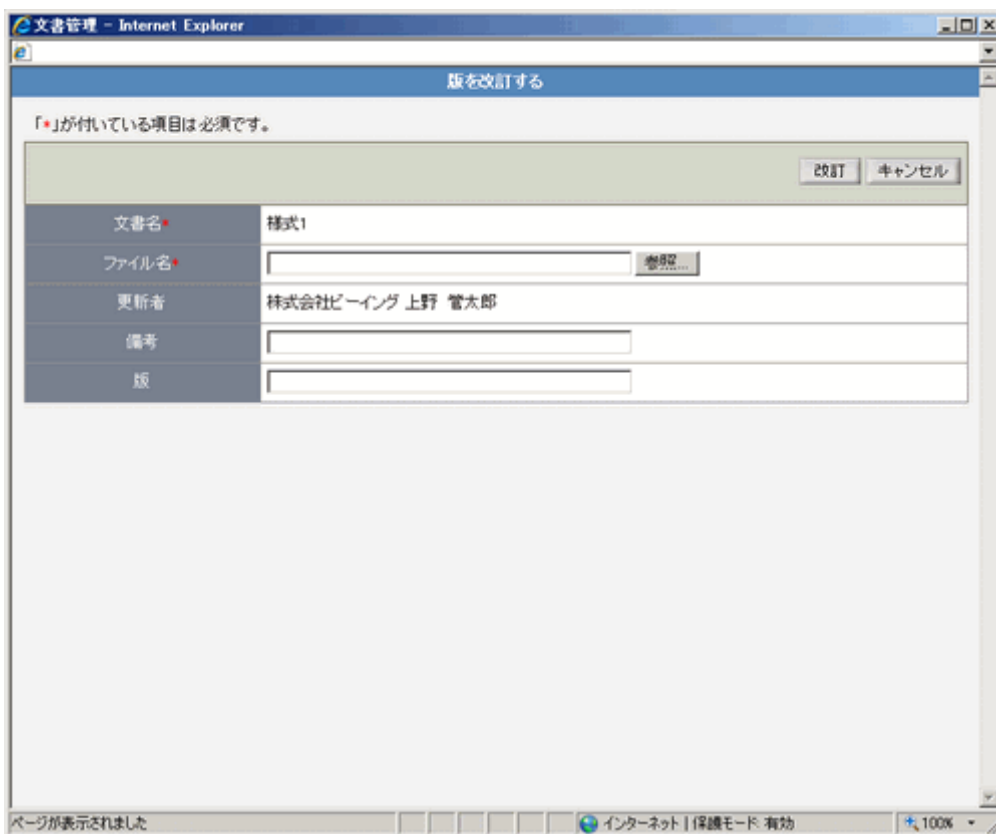 文書管理 - Internet Explorer
版を改訂する
「*」が付いている項目は必須です。
改訂 キャンセル
文書名* 様式1
ファイル名* 参照...
更新者 株式会社ビーイング 上野 管太郎
備考
版
ページが表示されました インターネット | 保護モード: 有効 100%